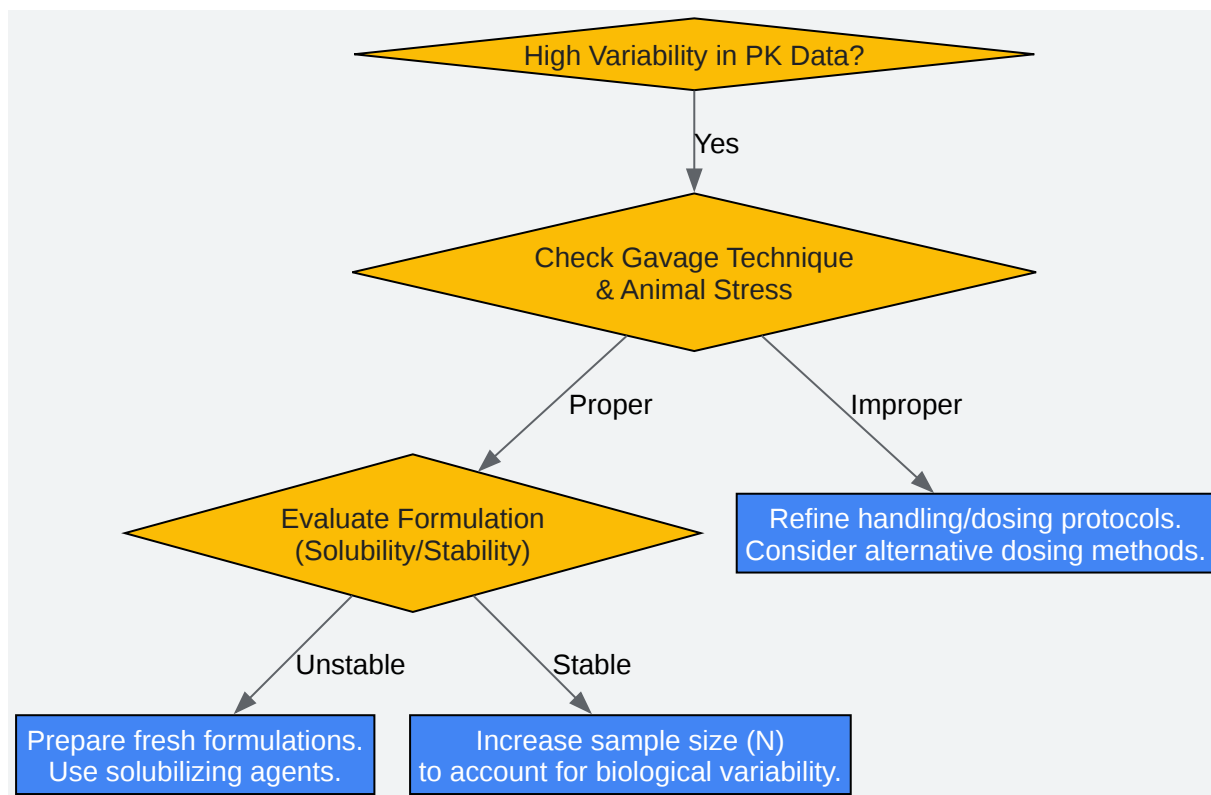 High Variability in PK Data?
Yes
Check Gavage Technique
& Animal Stress
Proper
Improper
Evaluate Formulation
(Solubility/Stability)
Refine handling/dosing protocols.
Consider alternative dosing methods.
Unstable
Stable
Prepare fresh formulations.
Use solubilizing agents.
Increase sample size (N)
to account for biological variability.